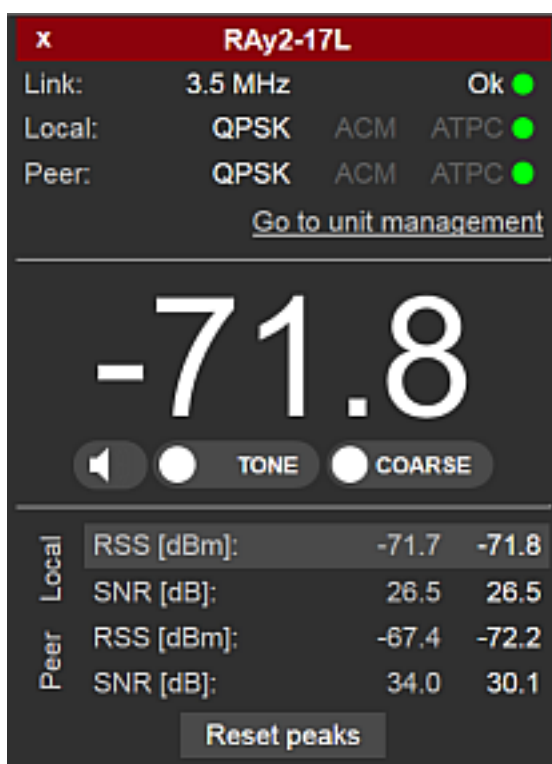 x RAy2-17L
Link: 3.5 MHz Ok
Local: QPSK ACM ATPC
Peer: QPSK ACM ATPC
Go to unit management
-71.8
TONE COARSE
Local
RSS [dBm]: -71.7 -71.8
SNR [dB]: 26.5 26.5
Peer
RSS [dBm]: -67.4 -72.2
SNR [dB]: 34.0 30.1
Reset peaks